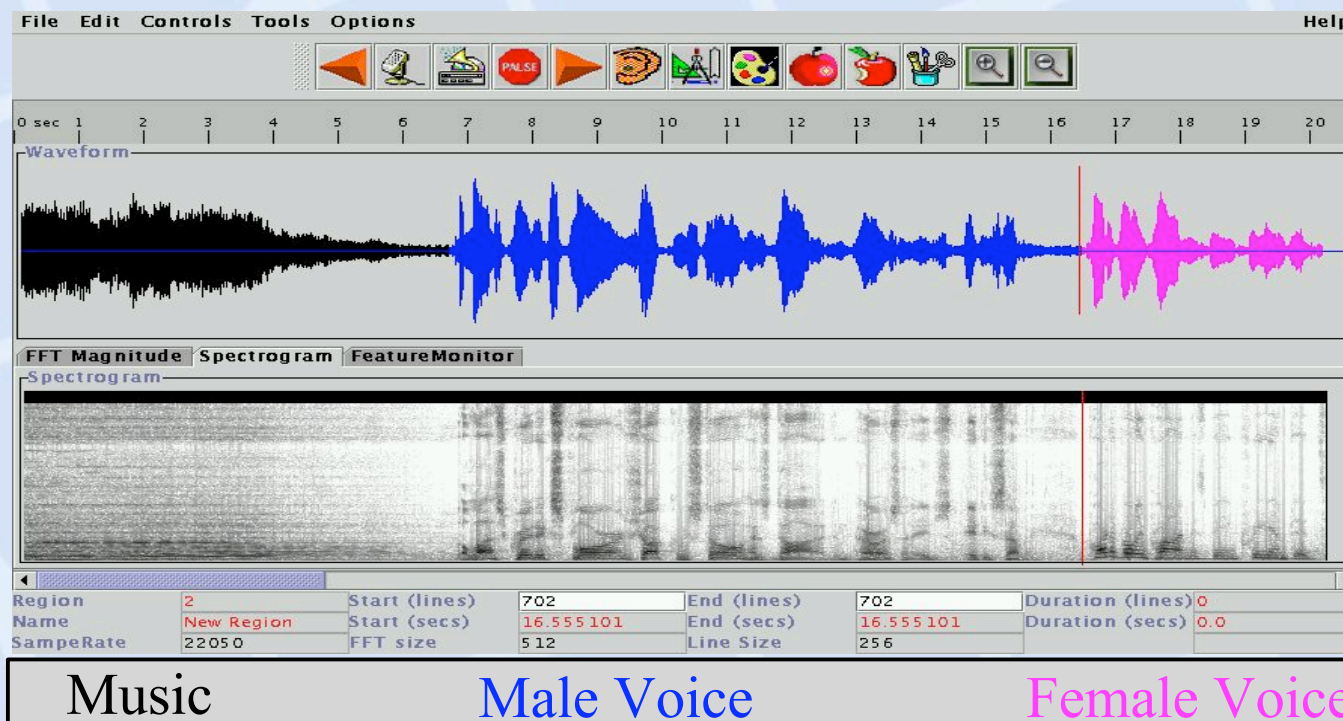 File Edit Controls Tools Options Help
PAUSE
0 sec 1 2 3 4 5 6 7 8 9 10 11 12 13 14 15 16 17 18 19 20
Waveform
FFT Magnitude Spectrogram FeatureMonitor
Spectrogram
Region 2 Start (lines) 702 End (lines) 702 Duration (lines) 0
Name New Region Start (secs) 16.555101 End (secs) 16.555101 Duration (secs) 0.0
SampeRate 22050 FFT size 512 Line Size 256
Music Male Voice Female Voice